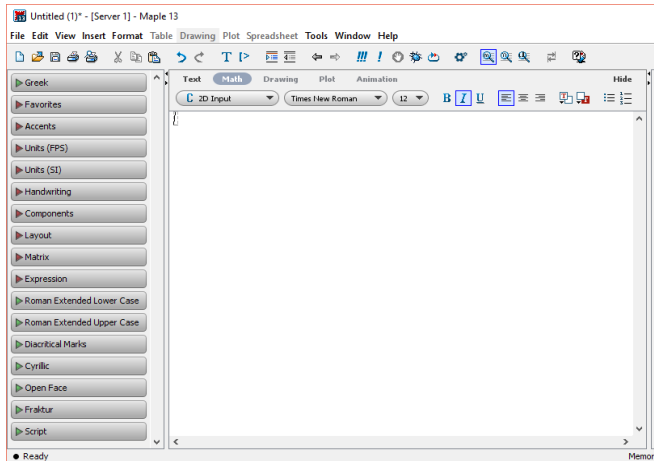 Untitled (1)* - [Server 1] - Maple 13
File Edit View Insert Format Table Drawing Plot Spreadsheet Tools Window Help
Text Math Drawing Plot Animation Hide
C 2D Input Times New Roman 12 B I U
Greek
Favorites
Accents
Units (FPS)
Units (SI)
Handwriting
Components
Layout
Matrix
Expression
Roman Extended Lower Case
Roman Extended Upper Case
Diacritical Marks
Cyrillic
Open Face
Fraktur
Script
Ready Memor